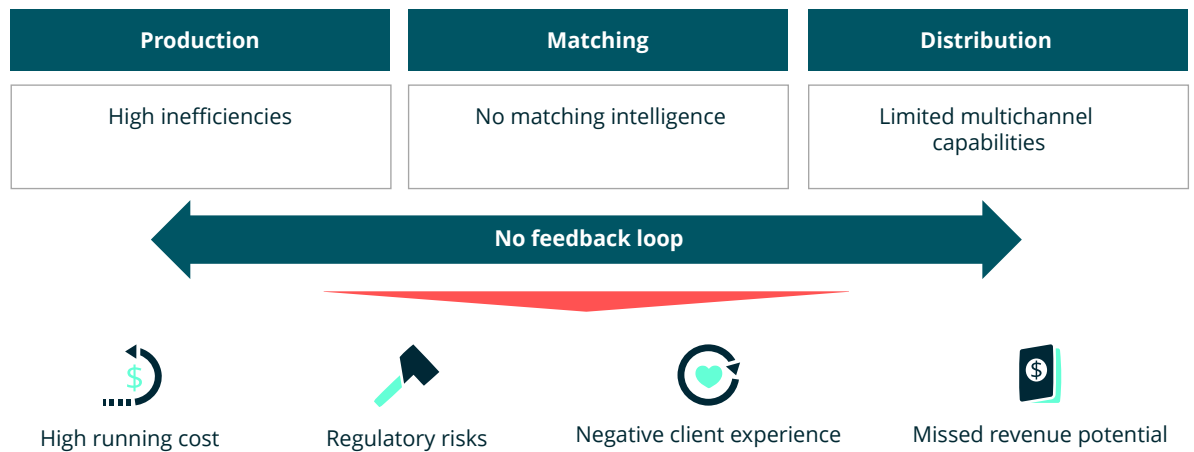 Production
Matching
Distribution
High inefficiencies
No matching intelligence
Limited multichannel
capabilities
No feedback loop
$
$
High running cost
Regulatory risks
Negative client experience
Missed revenue potential